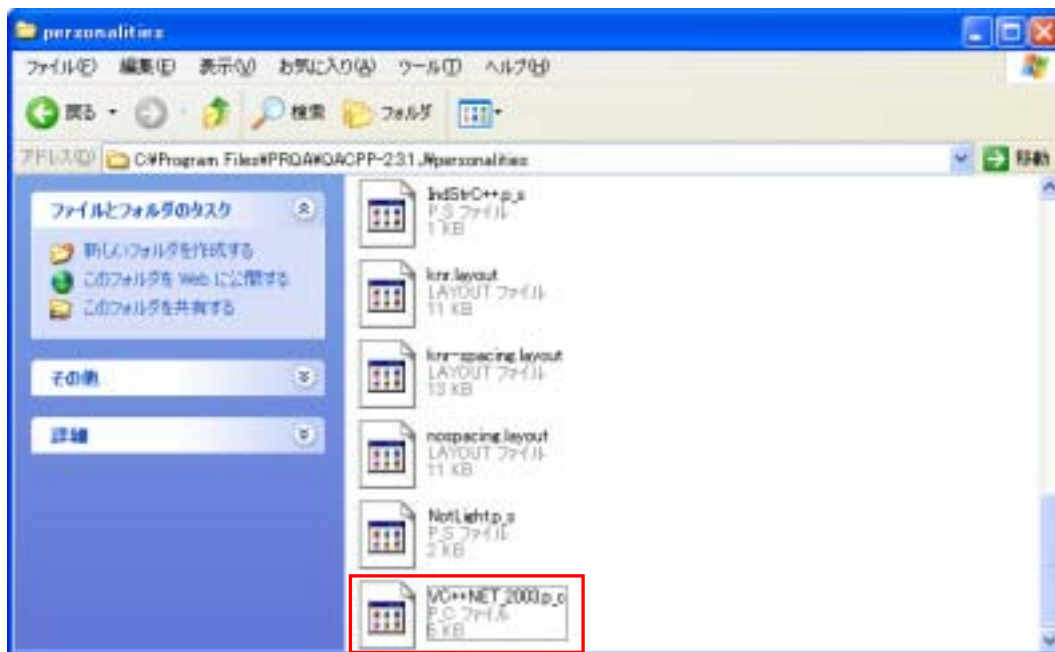 personalities
ファイル(F) 編集(E) 表示(V) お気に入り(A) ツール(T) ヘルプ(H)
戻る 検索 フォルダ
アドレス(D) C:¥Program Files¥PRQA¥QACPP-2.3.1_J¥personalities 移動
ファイルとフォルダのタスク
新しいフォルダを作成する
このフォルダを Web に公開する
このフォルダを共有する
その他
詳細
IndStrC++.p_s
P_S ファイル
1 KB
knr.layout
LAYOUT ファイル
11 KB
knr-spacing.layout
LAYOUT ファイル
13 KB
nospacing.layout
LAYOUT ファイル
11 KB
NotLight.p_s
P_S ファイル
2 KB
VC++NET_2003.p_c
P_C ファイル
5 KB